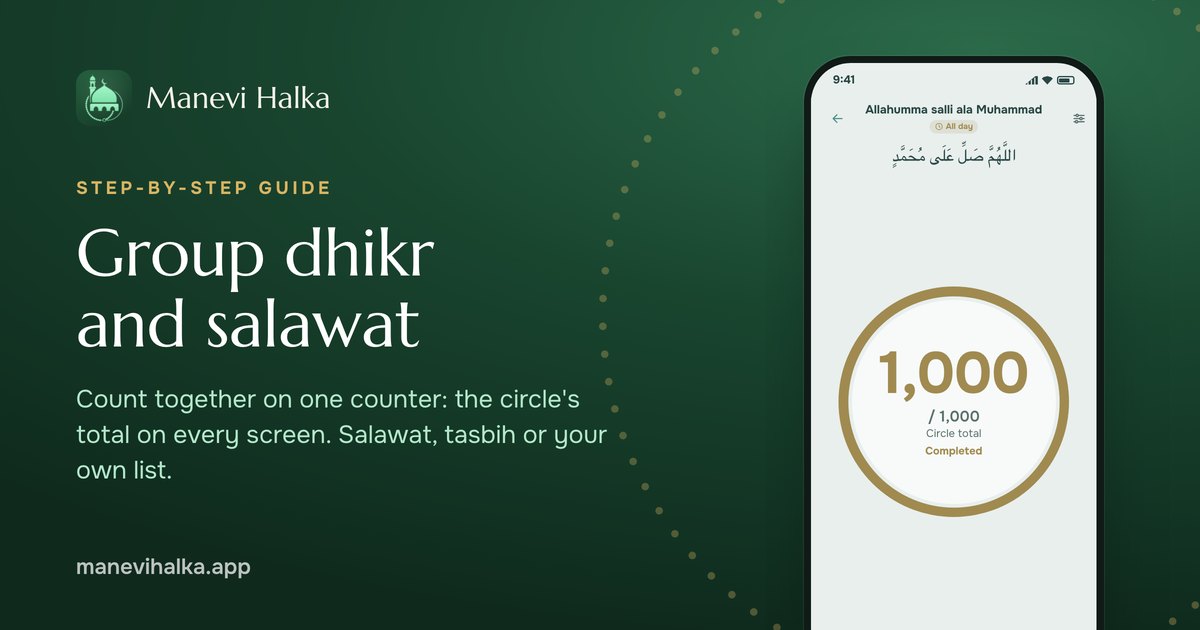 Manevi Halka
STEP-BY-STEP GUIDE
Group dhikr
and salawat
Count together on one counter: the circle's
total on every screen. Salawat, tasbih or your
own list.
manevihalka.app
9:41
Allahumma salli ala Muhammad
All day
اللَّهُمَّ صَلِّ عَلَى مُحَمَّدٍ
1,000
/ 1,000
Circle total
Completed